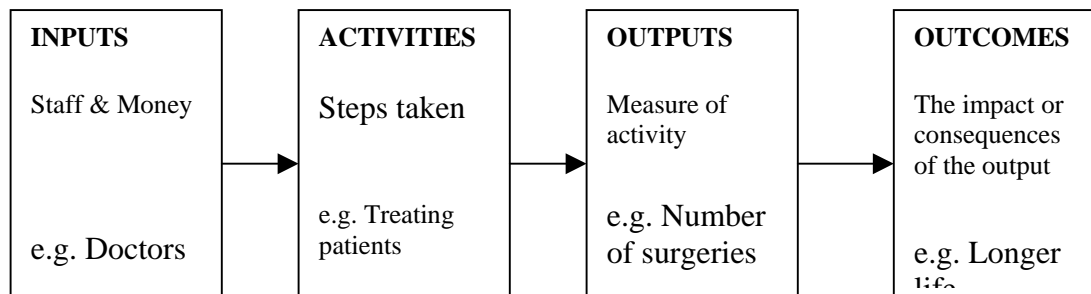 INPUTS
Staff & Money
e.g. Doctors
ACTIVITIES
Steps taken
e.g. Treating
patients
OUTPUTS
Measure of
activity
e.g. Number
of surgeries
OUTCOMES
The impact or
consequences
of the output
e.g. Longer
life